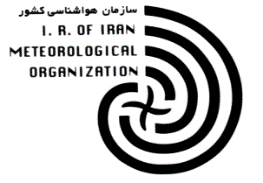 سازمان هواشناسی کشور
I. R. OF IRAN
METEOROLOGICAL
ORGANIZATION